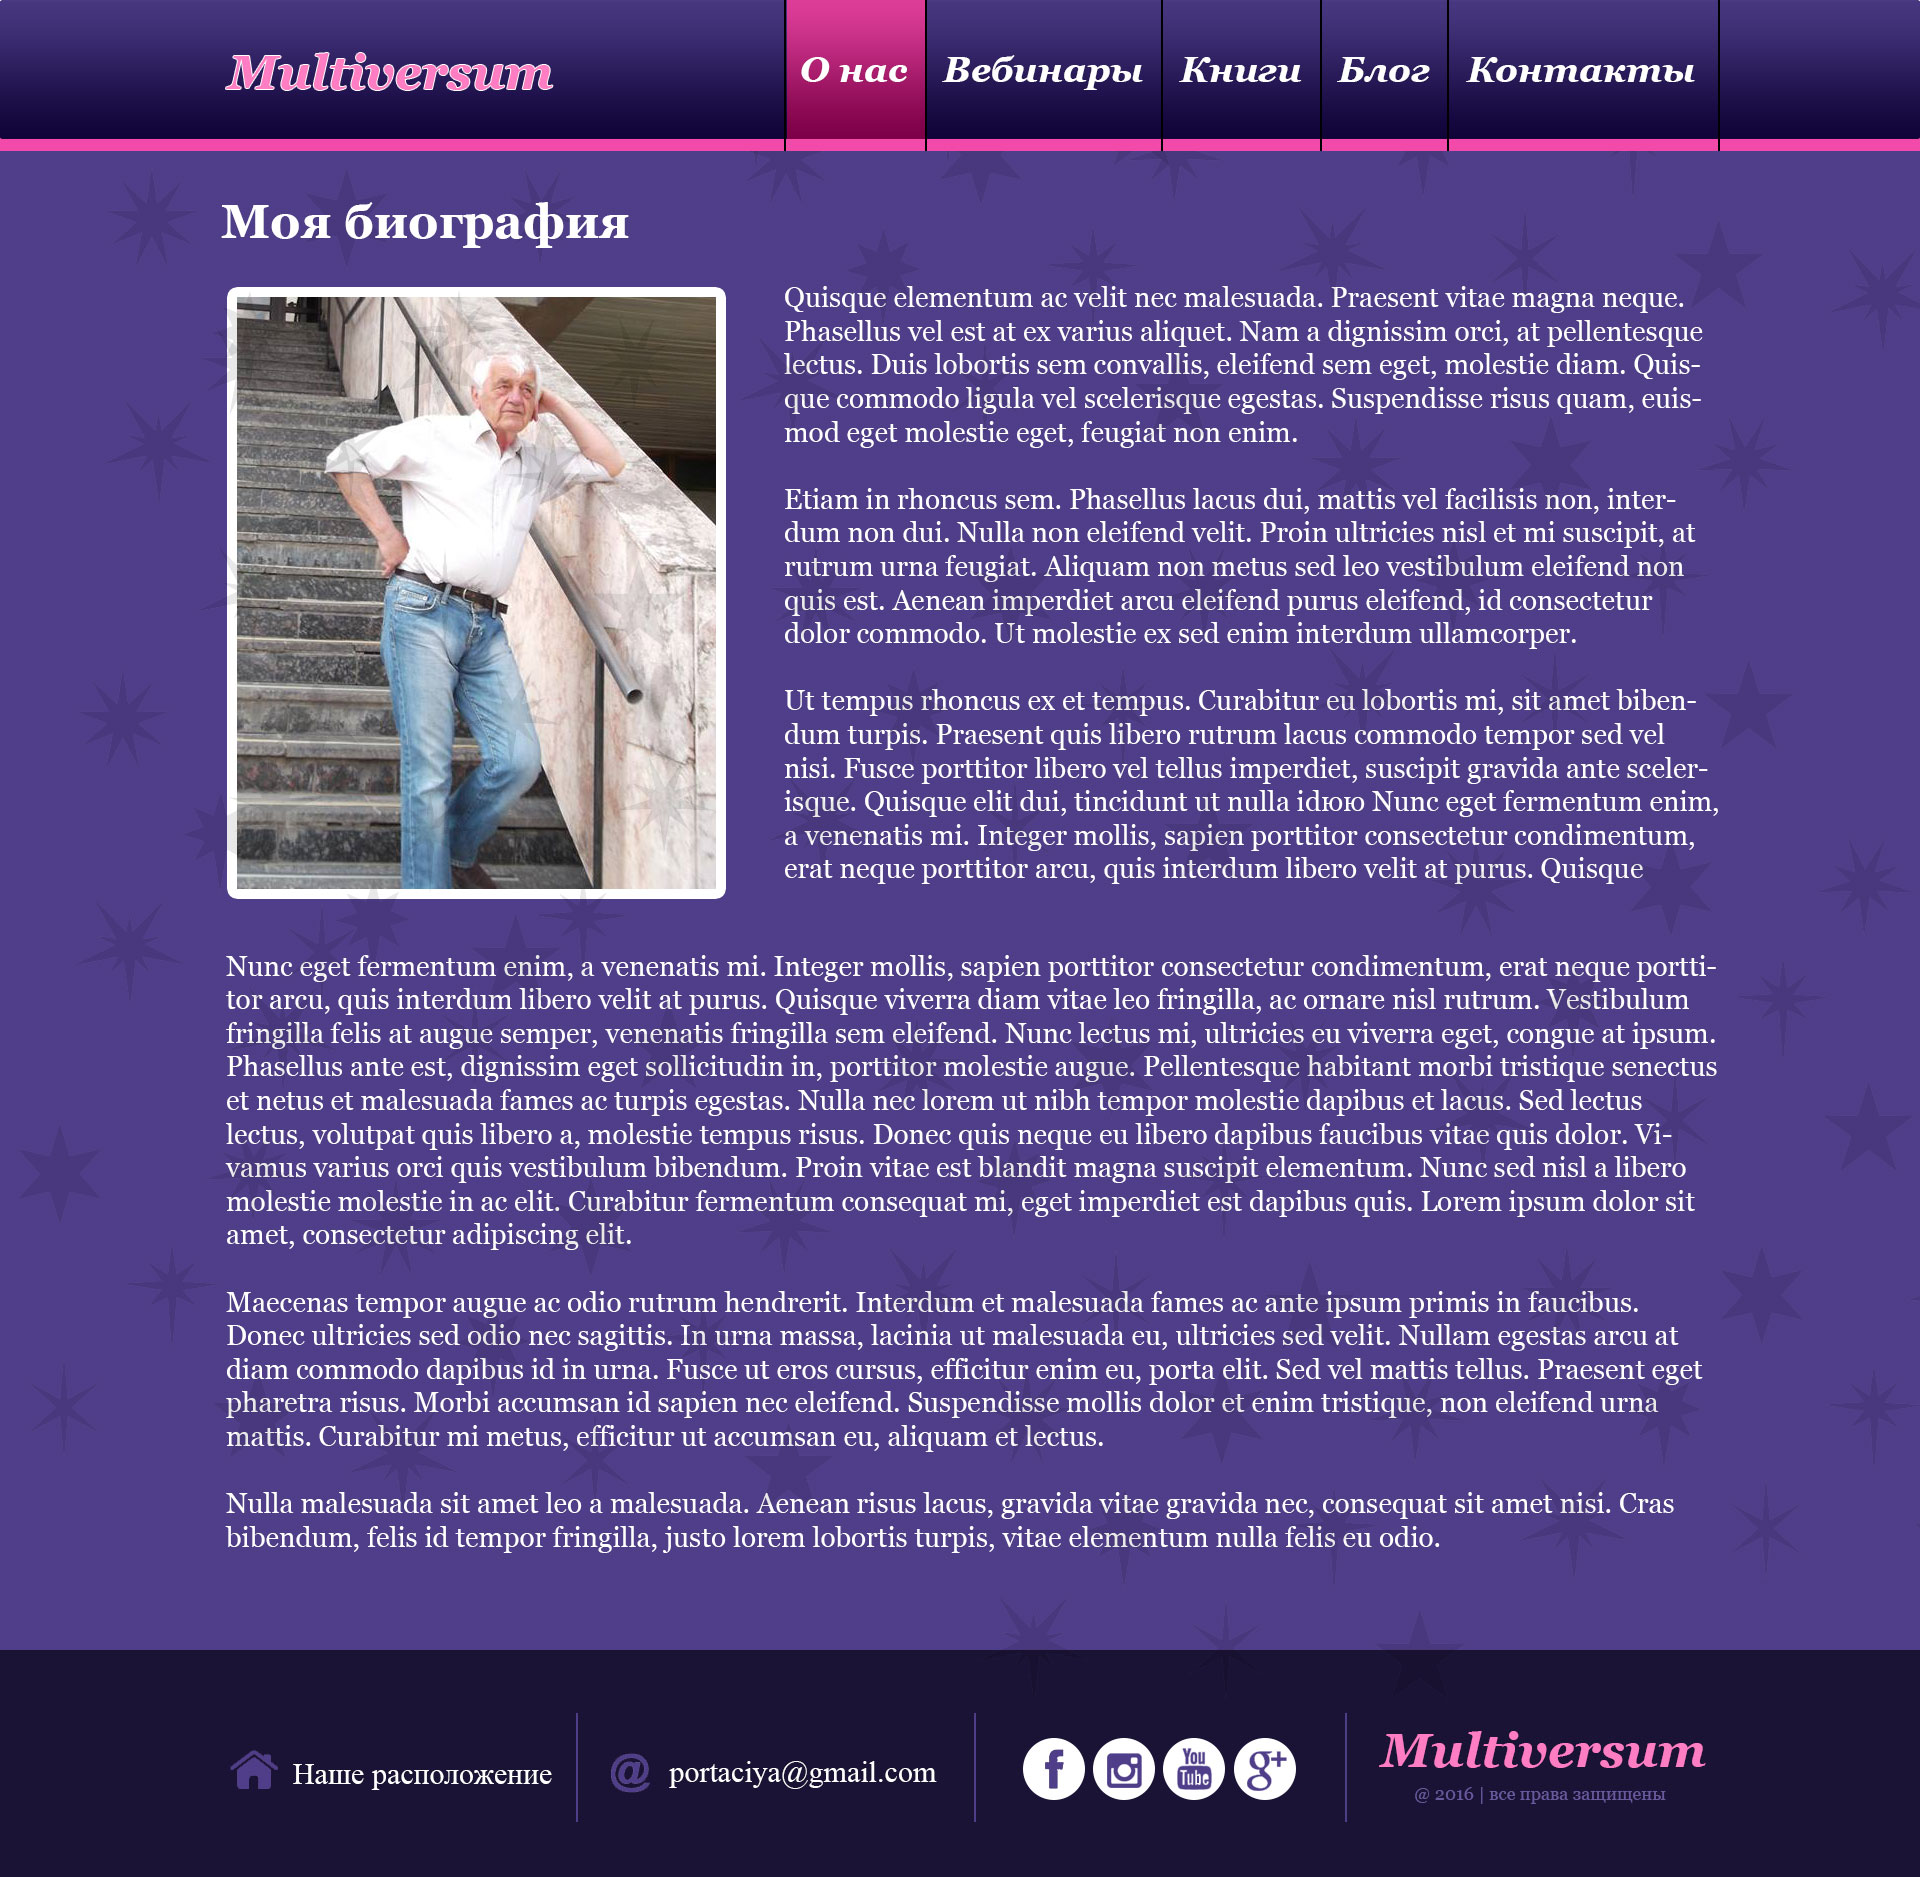 Multiversum
О нас
Вебинары
Книги
Блог
Контакты
Моя биография
Quisque elementum ac velit nec malesuada. Praesent vitae magna neque.
Phasellus vel est at ex varius aliquet. Nam a dignissim orci, at pellentesque
lectus. Duis lobortis sem convallis, eleifend sem eget, molestie diam. Quis-
que commodo ligula vel scelerisque egestas. Suspendisse risus quam, euis-
mod eget molestie eget, feugiat non enim.
Etiam in rhoncus sem. Phasellus lacus dui, mattis vel facilisis non, inter-
dum non dui. Nulla non eleifend velit. Proin ultricies nisl et mi suscipit, at
rutrum urna feugiat. Aliquam non metus sed leo vestibulum eleifend non
quis est. Aenean imperdiet arcu eleifend purus eleifend, id consectetur
dolor commodo. Ut molestie ex sed enim interdum ullamcorper.
Ut tempus rhoncus ex et tempus. Curabitur eu lobortis mi, sit amet biben-
dum turpis. Praesent quis libero rutrum lacus commodo tempor sed vel
nisi. Fusce porttitor libero vel tellus imperdiet, suscipit gravida ante sceler-
isque. Quisque elit dui, tincidunt ut nulla idюю Nunc eget fermentum enim,
a venenatis mi. Integer mollis, sapien porttitor consectetur condimentum,
erat neque porttitor arcu, quis interdum libero velit at purus. Quisque
Nunc eget fermentum enim, a venenatis mi. Integer mollis, sapien porttitor consectetur condimentum, erat neque portti-
tor arcu, quis interdum libero velit at purus. Quisque viverra diam vitae leo fringilla, ac ornare nisl rutrum. Vestibulum
fringilla felis at augue semper, venenatis fringilla sem eleifend. Nunc lectus mi, ultricies eu viverra eget, congue at ipsum.
Phasellus ante est, dignissim eget sollicitudin in, porttitor molestie augue. Pellentesque habitant morbi tristique senectus
et netus et malesuada fames ac turpis egestas. Nulla nec lorem ut nibh tempor molestie dapibus et lacus. Sed lectus
lectus, volutpat quis libero a, molestie tempus risus. Donec quis neque eu libero dapibus faucibus vitae quis dolor. Vi-
vamus varius orci quis vestibulum bibendum. Proin vitae est blandit magna suscipit elementum. Nunc sed nisl a libero
molestie molestie in ac elit. Curabitur fermentum consequat mi, eget imperdiet est dapibus quis. Lorem ipsum dolor sit
amet, consectetur adipiscing elit.
Maecenas tempor augue ac odio rutrum hendrerit. Interdum et malesuada fames ac ante ipsum primis in faucibus.
Donec ultricies sed odio nec sagittis. In urna massa, lacinia ut malesuada eu, ultricies sed velit. Nullam egestas arcu at
diam commodo dapibus id in urna. Fusce ut eros cursus, efficitur enim eu, porta elit. Sed vel mattis tellus. Praesent eget
pharetra risus. Morbi accumsan id sapien nec eleifend. Suspendisse mollis dolor et enim tristique, non eleifend urna
mattis. Curabitur mi metus, efficitur ut accumsan eu, aliquam et lectus.
Nulla malesuada sit amet leo a malesuada. Aenean risus lacus, gravida vitae gravida nec, consequat sit amet nisi. Cras
bibendum, felis id tempor fringilla, justo lorem lobortis turpis, vitae elementum nulla felis eu odio.
Наше расположение
@ portaciya@gmail.com
f
You
Tube
g+
Multiversum
@ 2016 | все права защищены